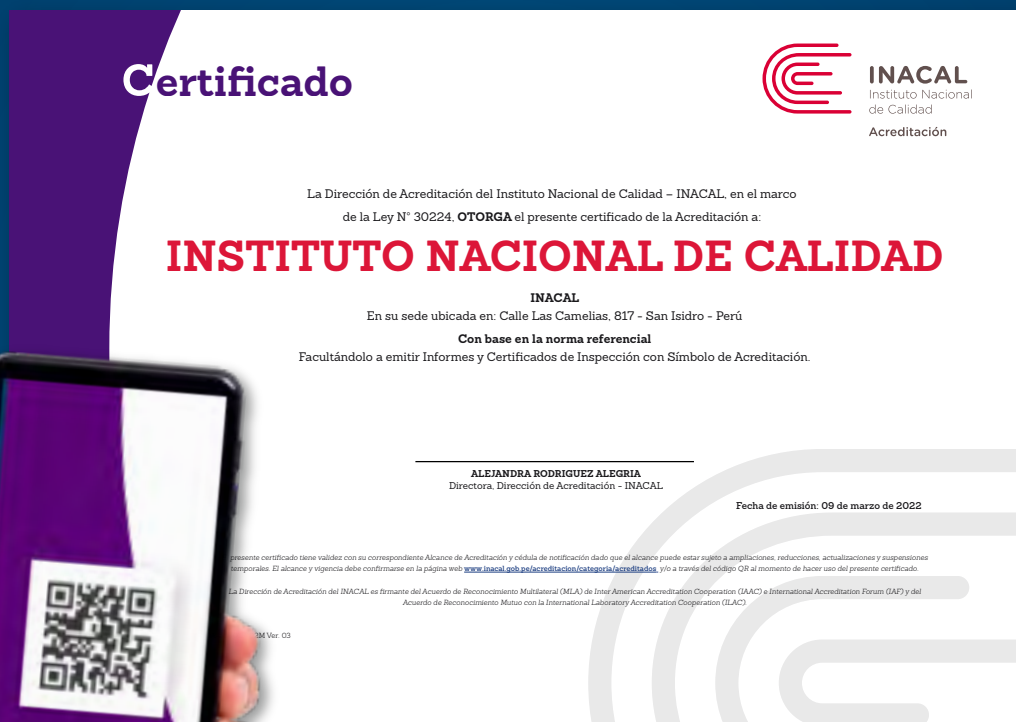 Certificado
INACAL
Instituto Nacional
de Calidad
Acreditación
La Dirección de Acreditación del Instituto Nacional de Calidad – INACAL, en el marco
de la Ley N° 30224, OTORGA el presente certificado de la Acreditación a:
INSTITUTO NACIONAL DE CALIDAD
INACAL
En su sede ubicada en: Calle Las Camelias, 817 - San Isidro - Perú
Con base en la norma referencial
Facultándolo a emitir Informes y Certificados de Inspección con Símbolo de Acreditación.
ALEJANDRA RODRIGUEZ ALEGRIA
Directora, Dirección de Acreditación - INACAL
Fecha de emisión: 09 de marzo de 2022
presente certificado tiene validez con su correspondiente Alcance de Acreditación y cédula de notificación dado que el alcance puede estar sujeto a ampliaciones, reducciones, actualizaciones y suspensiones
temporales. El alcance y vigencia debe confirmarse en la página web www.inacal.gob.pe/acreditacion/categoria/acreditados, y/o a través del código QR al momento de hacer uso del presente certificado.
La Dirección de Acreditación del INACAL es firmante del Acuerdo de Reconocimiento Multilateral (MLA) de Inter American Accreditation Cooperation (IAAC) e International Accreditation Forum (IAF) y del
Acuerdo de Reconocimiento Mutuo con la International Laboratory Accreditation Cooperation (ILAC)
Ver. 03